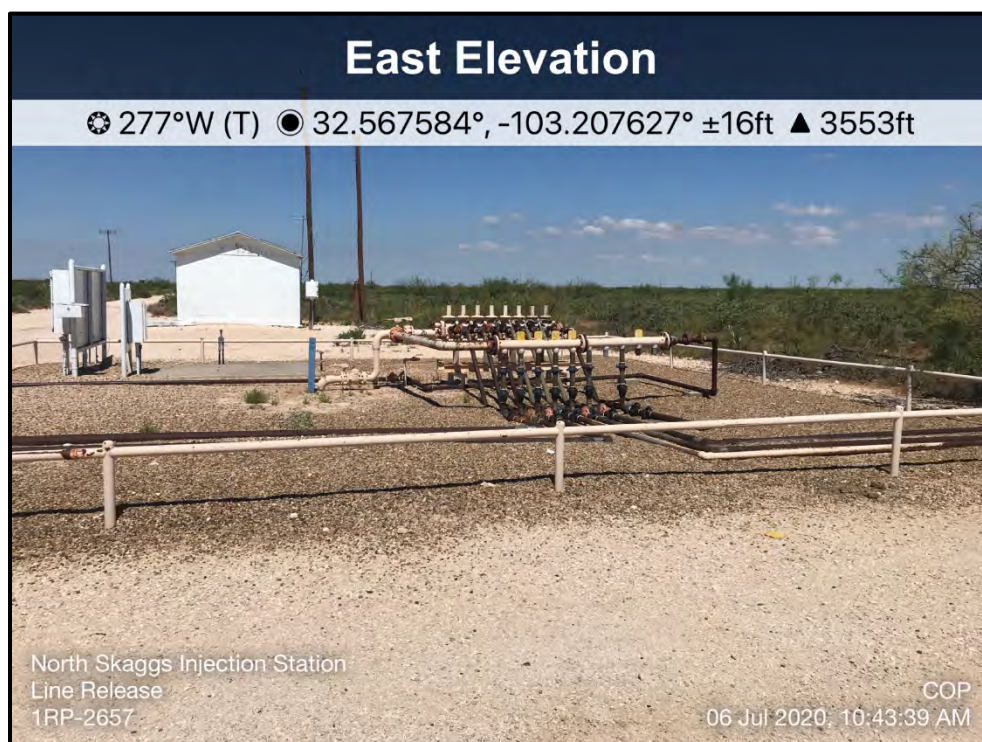 East Elevation
277°W (T) 32.567584°, -103.207627° ±16ft ▲ 3553ft
North Skaggs Injection Station
Line Release
1RP-2657
COP
06 Jul 2020, 10:43:39 AM